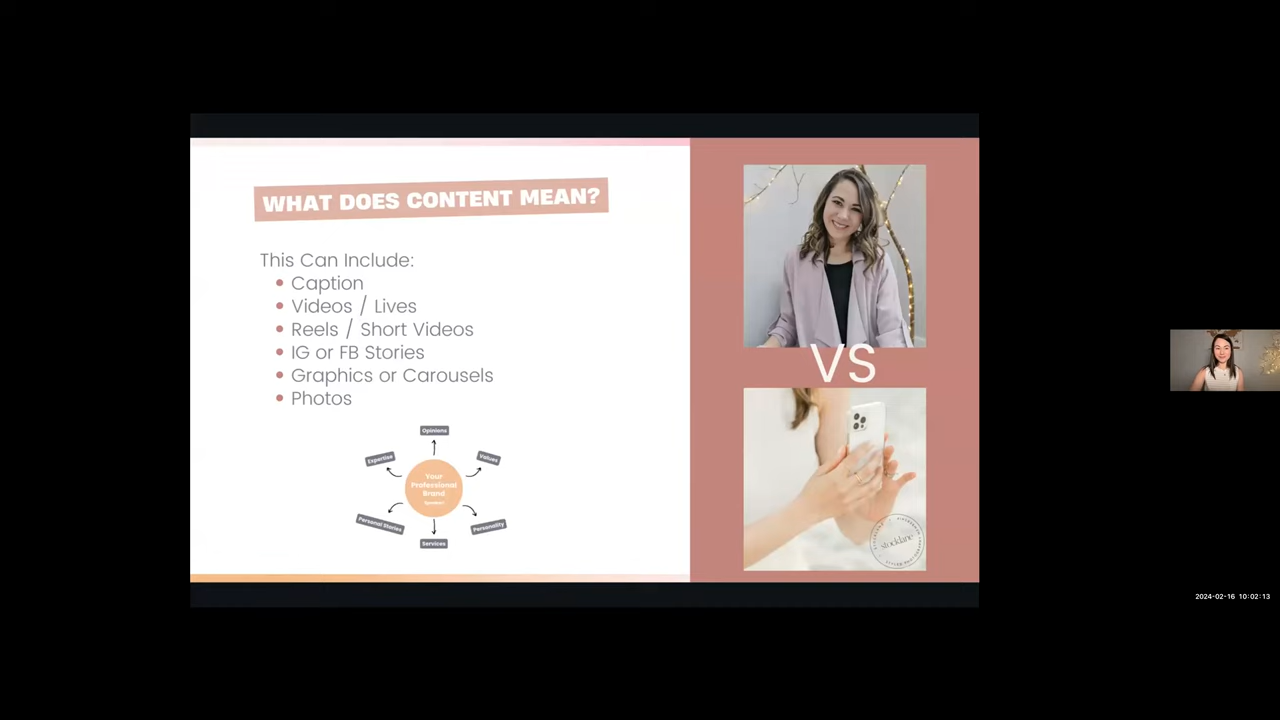 WHAT DOES CONTENT MEAN?
This Can Include:
Caption
Videos / Lives
Reels / Short Videos
IG or FB Stories
Graphics or Carousels
Photos
Opinions
Expertise
Values
Your
Professional
Brand
Personal Stories
Personality
Services
VS
stocklane
2024-02-16 10:02:13